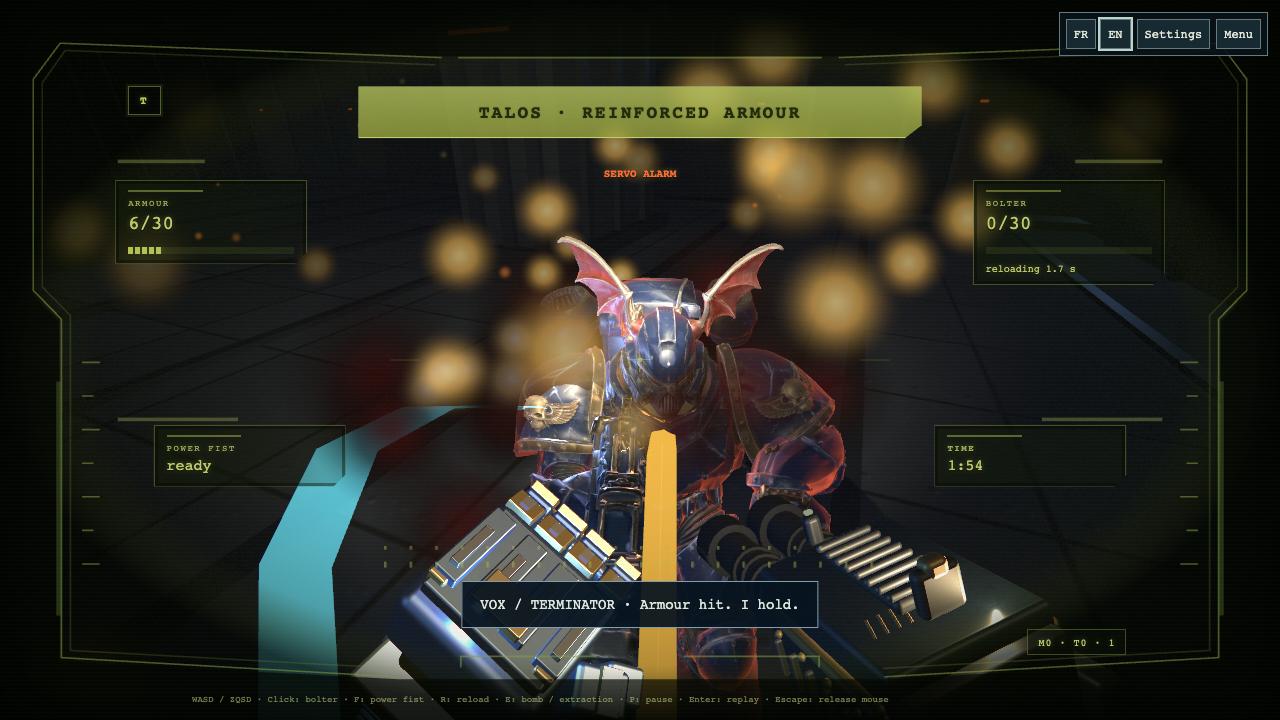 FR EN Settings Menu
T
TALOS · REINFORCED ARMOUR
SERVO ALARM
ARMOUR
6/30
BOLTER
0/30
reloading 1.7 s
POWER FIST
ready
TIME
1:54
VOX / TERMINATOR · Armour hit. I hold.
M0 · T0 · 1
WASD / ZQSD · Click: bolter · F: power fist · R: reload · E: bomb / extraction · P: pause · Enter: replay · Escape: release mouse